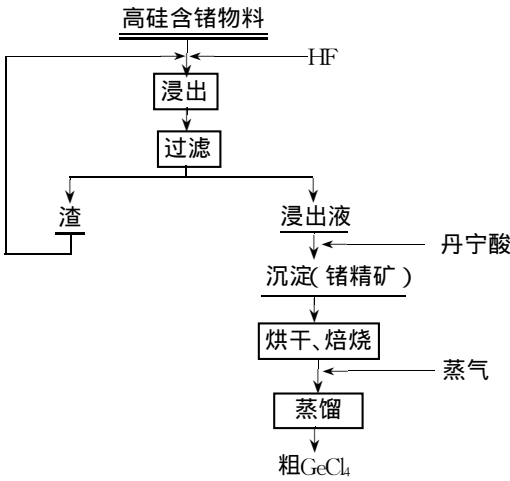 高硅含锗物料
HF
浸出
过滤
渣
浸出液
丹宁酸
沉淀(锗精矿)
烘干、焙烧
蒸气
蒸馏
粗GeCl₄